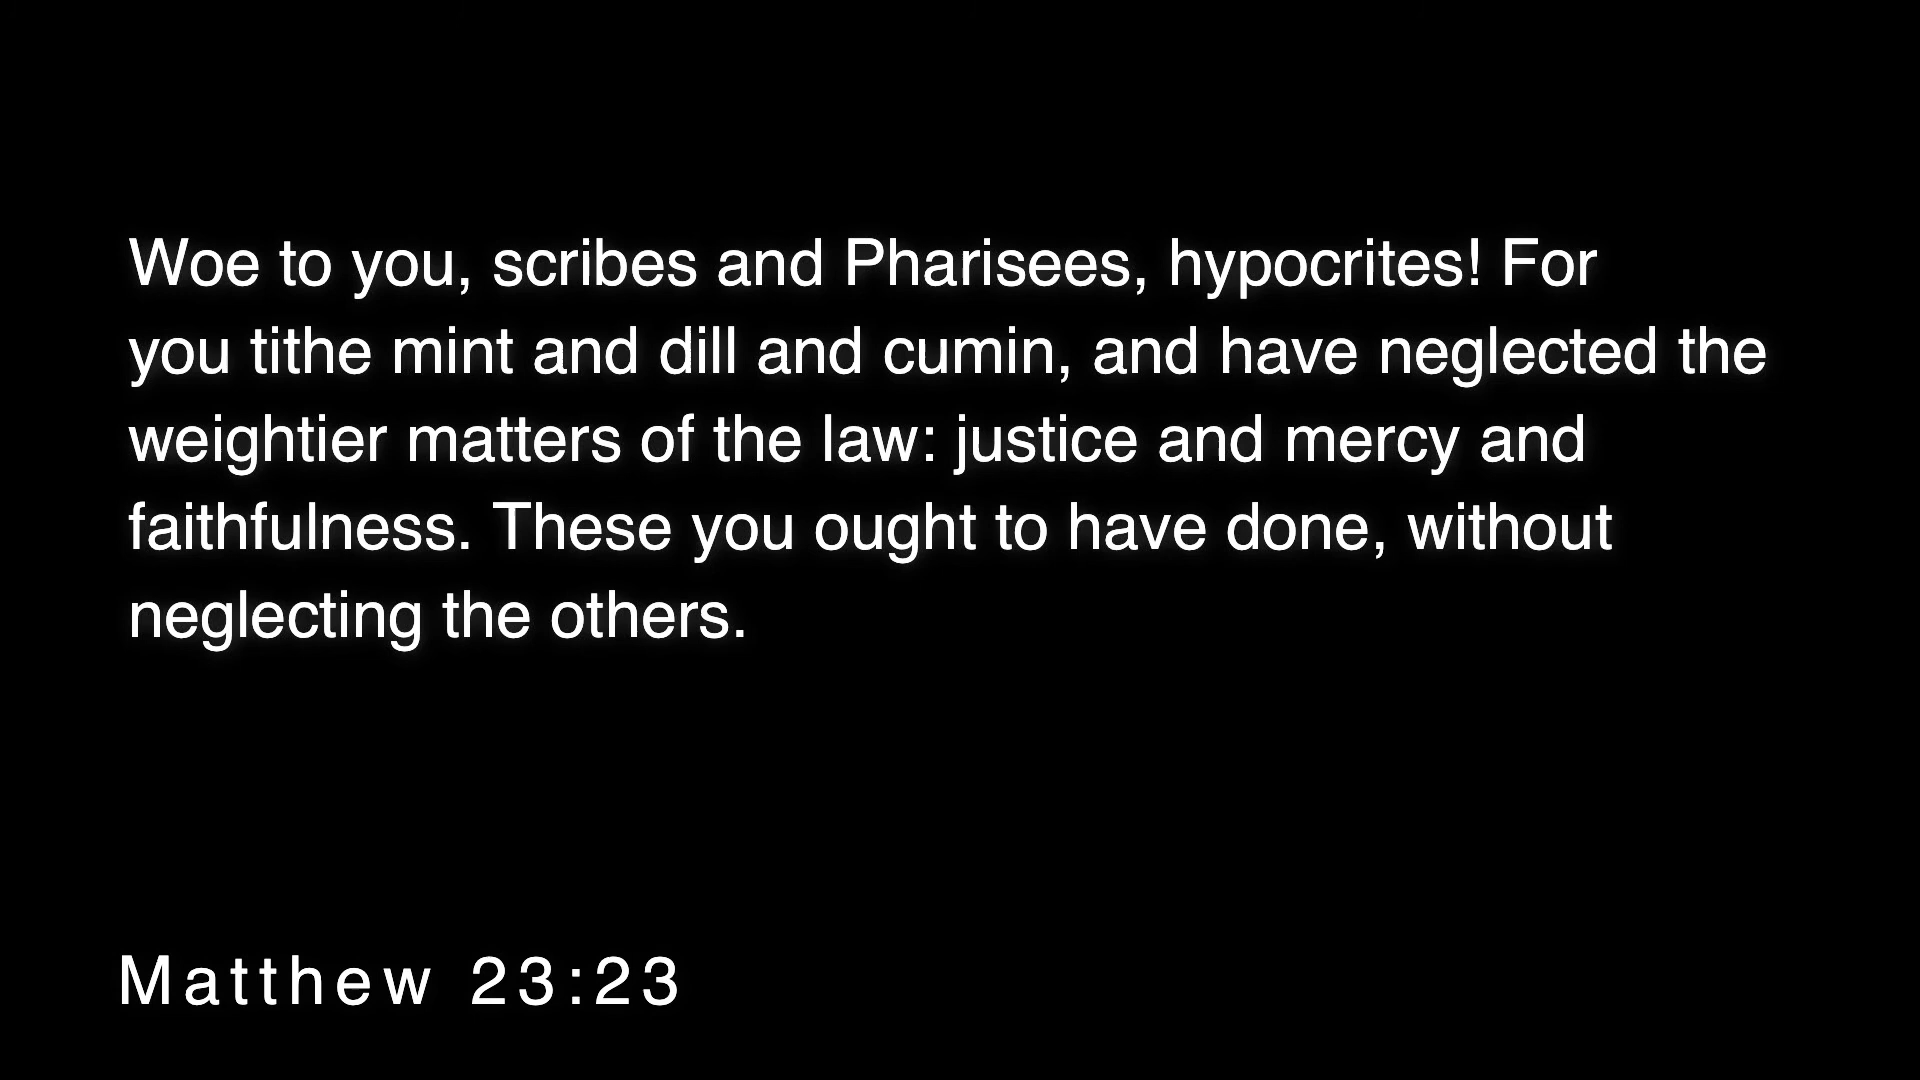 Woe to you, scribes and Pharisees, hypocrites! For
you tithe mint and dill and cumin, and have neglected the
weightier matters of the law: justice and mercy and
faithfulness. These you ought to have done, without
neglecting the others.
Matthew 23:23